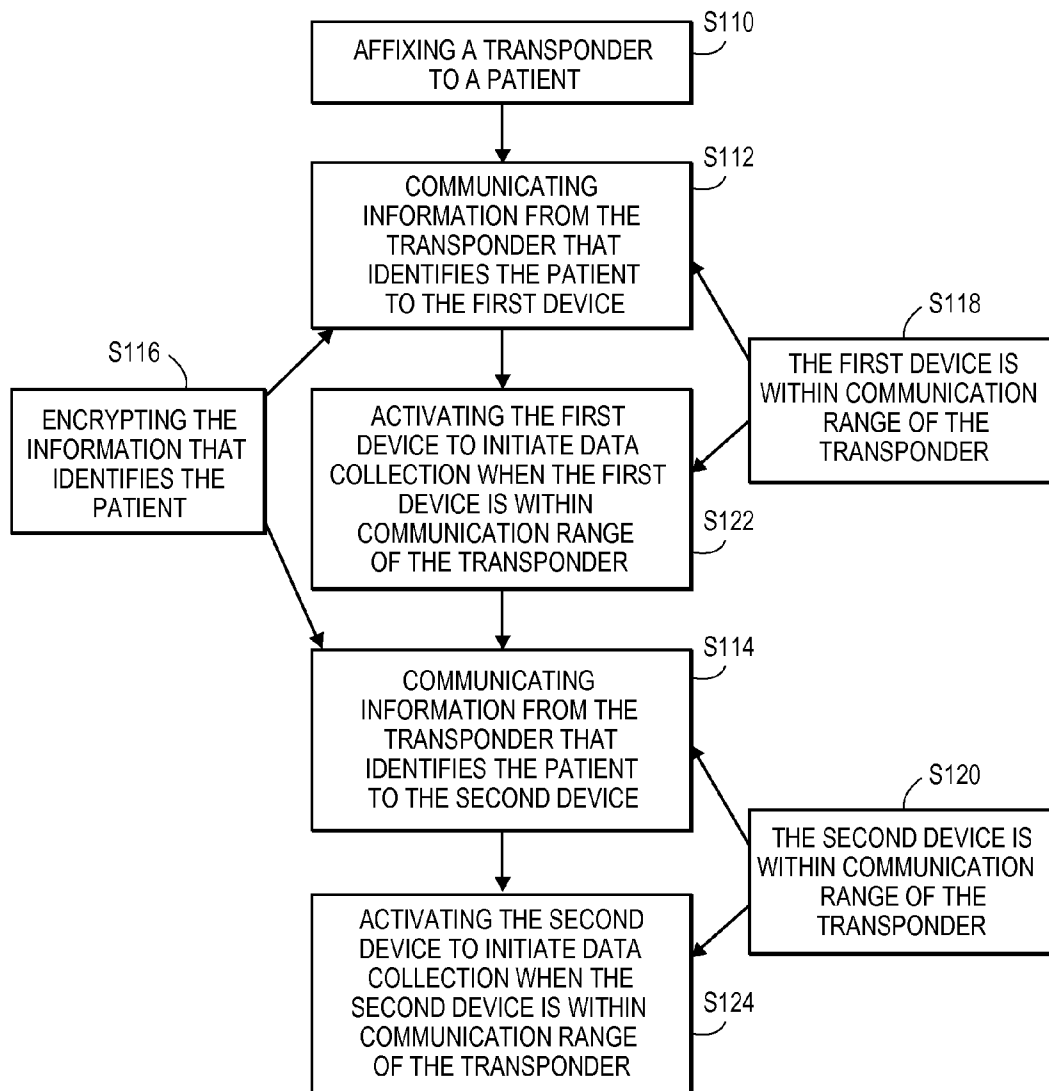 S110
AFFIXING A TRANSPONDER
TO A PATIENT
S112
COMMUNICATING
INFORMATION FROM THE
TRANSPONDER THAT
IDENTIFIES THE PATIENT
TO THE FIRST DEVICE
S118
THE FIRST DEVICE IS
WITHIN COMMUNICATION
RANGE OF THE
TRANSPONDER
S116
ENCRYPTING THE
INFORMATION THAT
IDENTIFIES THE
PATIENT
ACTIVATING THE FIRST
DEVICE TO INITIATE DATA
COLLECTION WHEN THE FIRST
DEVICE IS WITHIN
COMMUNICATION RANGE
OF THE TRANSPONDER
S122
S114
COMMUNICATING
INFORMATION FROM THE
TRANSPONDER THAT
IDENTIFIES THE PATIENT
TO THE SECOND DEVICE
S120
THE SECOND DEVICE IS
WITHIN COMMUNICATION
RANGE OF THE
TRANSPONDER
ACTIVATING THE SECOND
DEVICE TO INITIATE DATA
COLLECTION WHEN THE
SECOND DEVICE IS WITHIN
COMMUNICATION RANGE
OF THE TRANSPONDER
S124